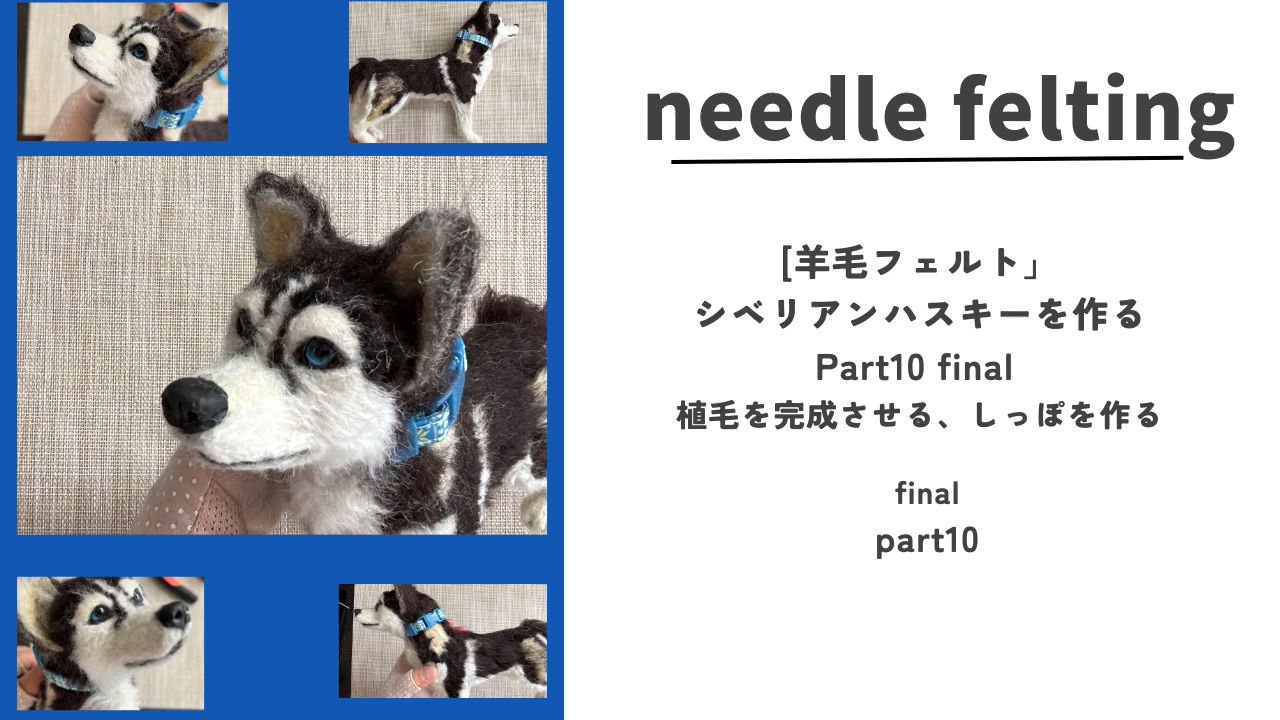 needle felting
[羊毛フェルト」
シベリアンハスキーを作る
Part10 final
植毛を完成させる、しっぽを作る
final
part10